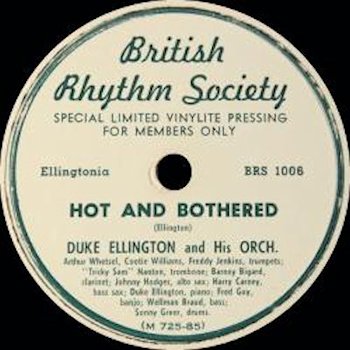 British
Rhythm Society
SPECIAL LIMITED VINYLITE PRESSING
FOR MEMBERS ONLY
Ellingtonia BRS 1006
HOT AND BOTHERED
(Ellington)
DUKE ELLINGTON and His ORCH.
Arthur Whetsel, Cootie Williams, Freddy Jenkins, trumpets;
"Tricky Sam" Nanton, trombone; Barney Bigard,
clarinet; Johnny Hodges, alto sax; Harry Carney,
bass sax; Duke Ellington, piano; Fred Guy,
banjo; Wellman Braud, bass;
Sonny Greer, drums.
(M 725-85)